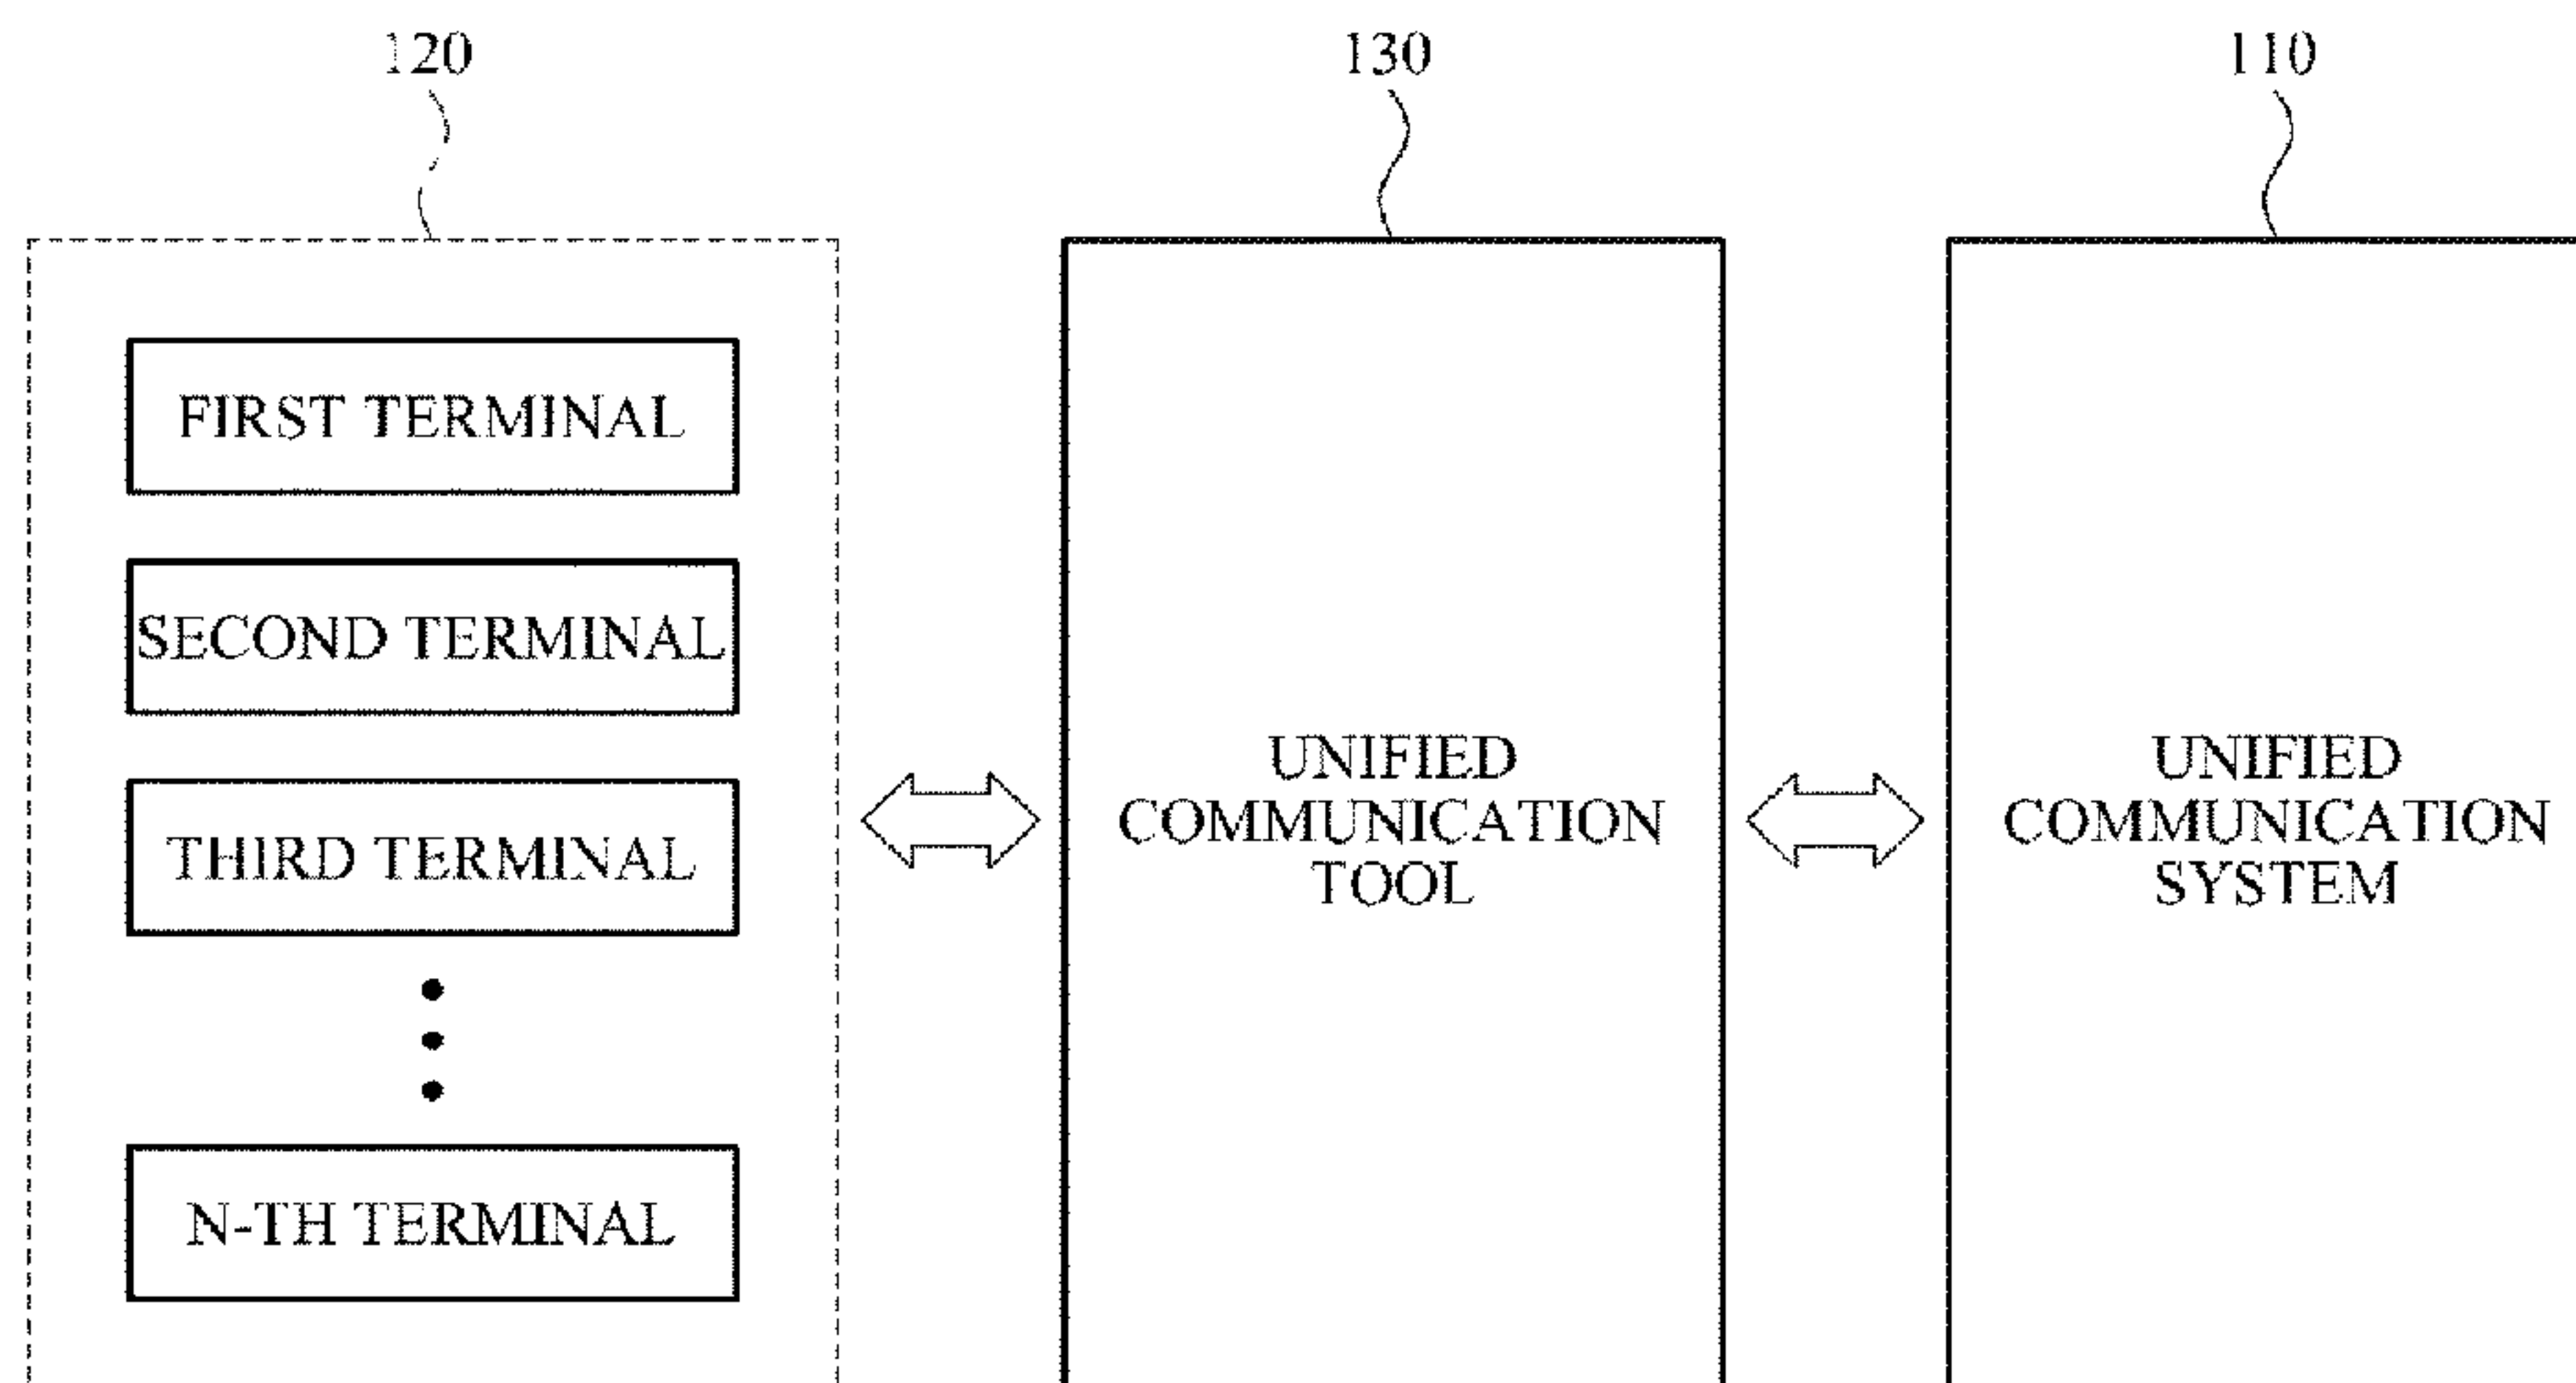 120
130
110
FIRST TERMINAL
SECOND TERMINAL
THIRD TERMINAL
N-TH TERMINAL
UNIFIED
COMMUNICATION
TOOL
UNIFIED
COMMUNICATION
SYSTEM